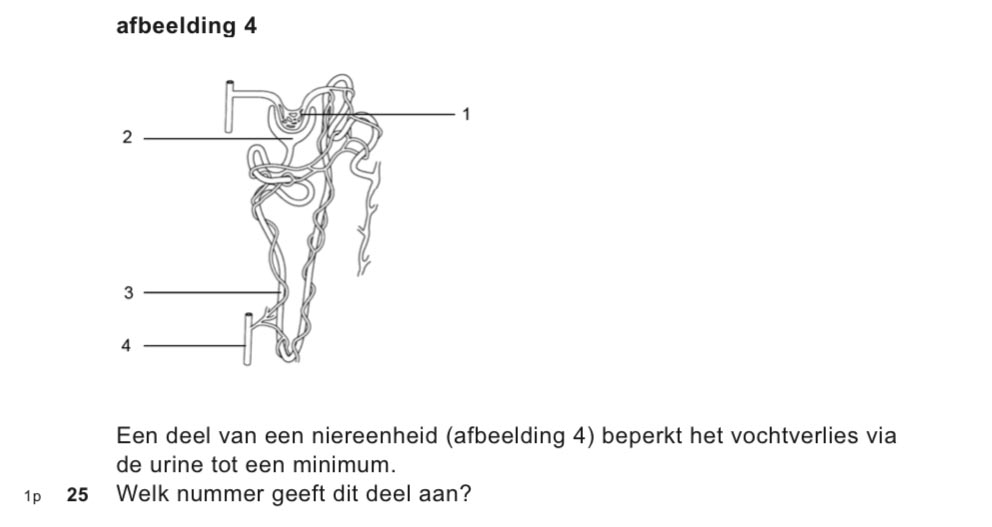 afbeelding 4
1
2
3
4
Een deel van een niereenheid (afbeelding 4) beperkt het vochtverlies via
de urine tot een minimum.
1p 25 Welk nummer geeft dit deel aan?